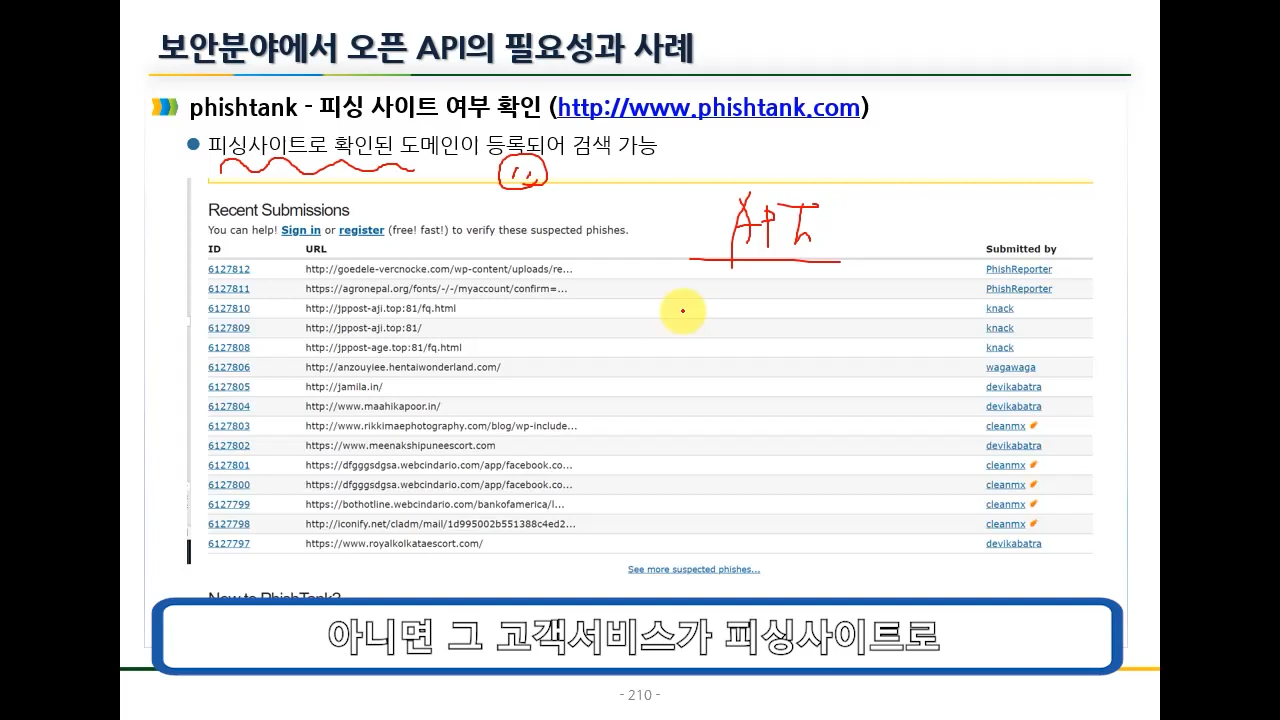 보안분야에서 오픈 API의 필요성과 사례
phishtank - 피싱 사이트 여부 확인 (http://www.phishtank.com)
피싱사이트로 확인된 도메인이 등록되어 검색 가능
Recent Submissions
You can help! Sign in or register (free! fast!) to verify these suspected phishes.
ID URL Submitted by
6127812 http://goedele-vercnocke.com/wp-content/uploads/re... PhishReporter
6127811 https://agronepal.org/fonts/-/-/myaccount/confirm=... PhishReporter
6127810 http://jppost-aji.top:81/fq.html knack
6127809 http://jppost-aji.top:81/ knack
6127808 http://jppost-age.top:81/fq.html knack
6127806 http://anzouyiee.hentaiwonderland.com/ wagawaga
6127805 http://jamila.in/ devikabatra
6127804 http://www.maahikapoor.in/ devikabatra
6127803 http://www.rikkimaephotography.com/blog/wp-include... cleanmx
6127802 https://www.meenakshipuneescort.com devikabatra
6127801 https://dfgggsdgsa.webcindario.com/app/facebook.co... cleanmx
6127800 https://dfgggsdgsa.webcindario.com/app/facebook.co... cleanmx
6127799 https://bothotline.webcindario.com/bankofamerica/l... cleanmx
6127798 http://iconify.net/cladm/mail/1d995002b551388c4ed2... cleanmx
6127797 https://www.royalkolkataescort.com/ devikabatra
See more suspected phishes...
New to PhishTank?
아니면 그 고객서비스가 피싱사이트로
- 210 -